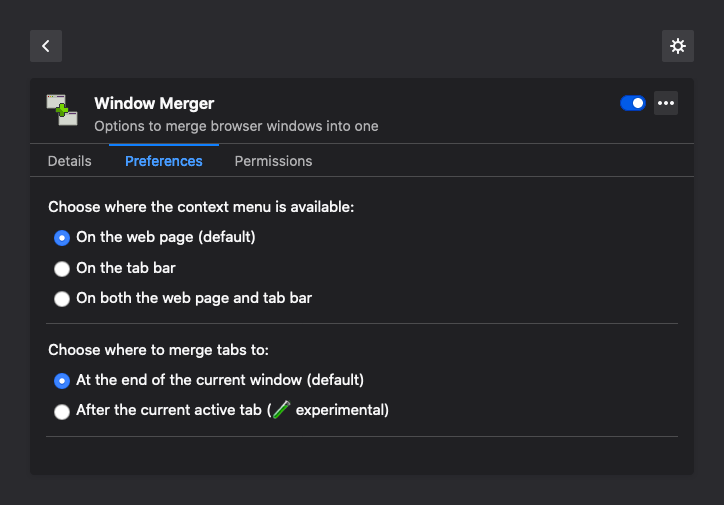 Window Merger
Options to merge browser windows into one
Details Preferences Permissions
Choose where the context menu is available:
On the web page (default)
On the tab bar
On both the web page and tab bar
Choose where to merge tabs to:
At the end of the current window (default)
After the current active tab (🧪 experimental)